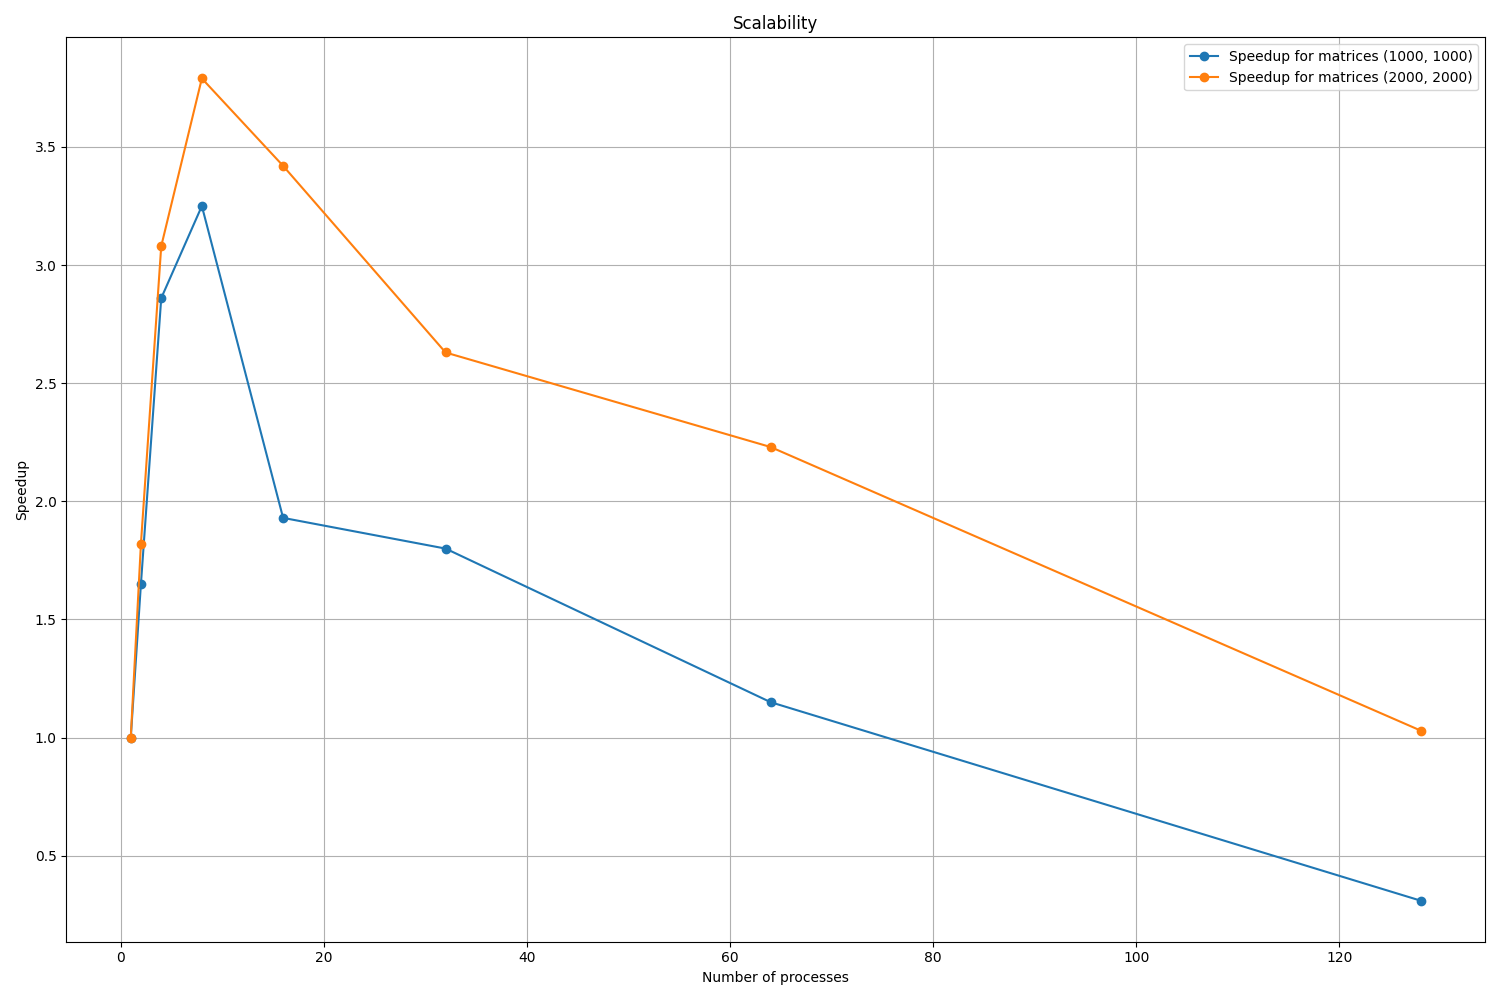 Scalability
Speedup for matrices (1000, 1000)
Speedup for matrices (2000, 2000)
3.5
3.0
2.5
2.0
1.5
1.0
0.5
Speedup
0 20 40 60 80 100 120
Number of processes